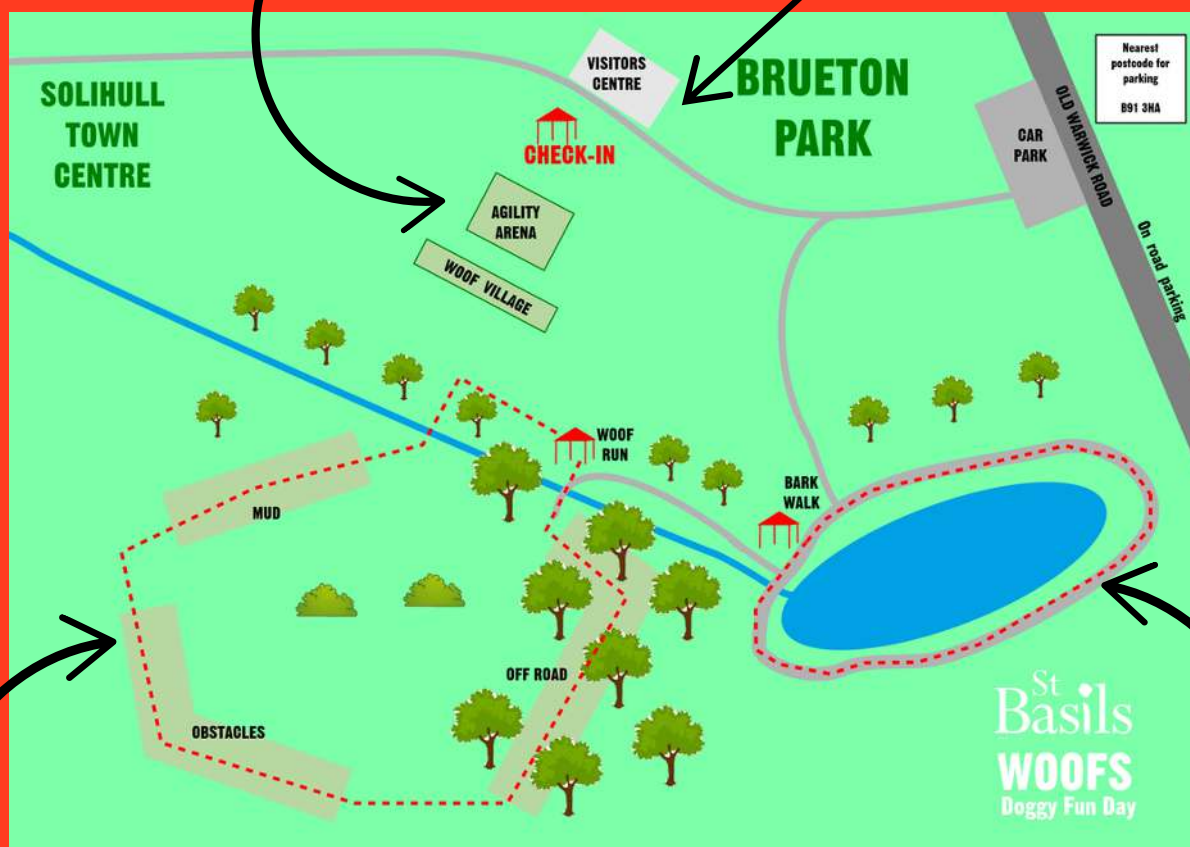 SOLIHULL
TOWN
CENTRE
VISITORS
CENTRE
CHECK-IN
BRUETON
PARK
Nearest
postcode for
parking
B91 3HA
OLD WARWICK ROAD
CAR
PARK
On road parking
AGILITY
ARENA
WOOF VILLAGE
WOOF
RUN
BARK
WALK
MUD
OFF ROAD
OBSTACLES
St
Basils
WOOFS
Doggy Fun Day